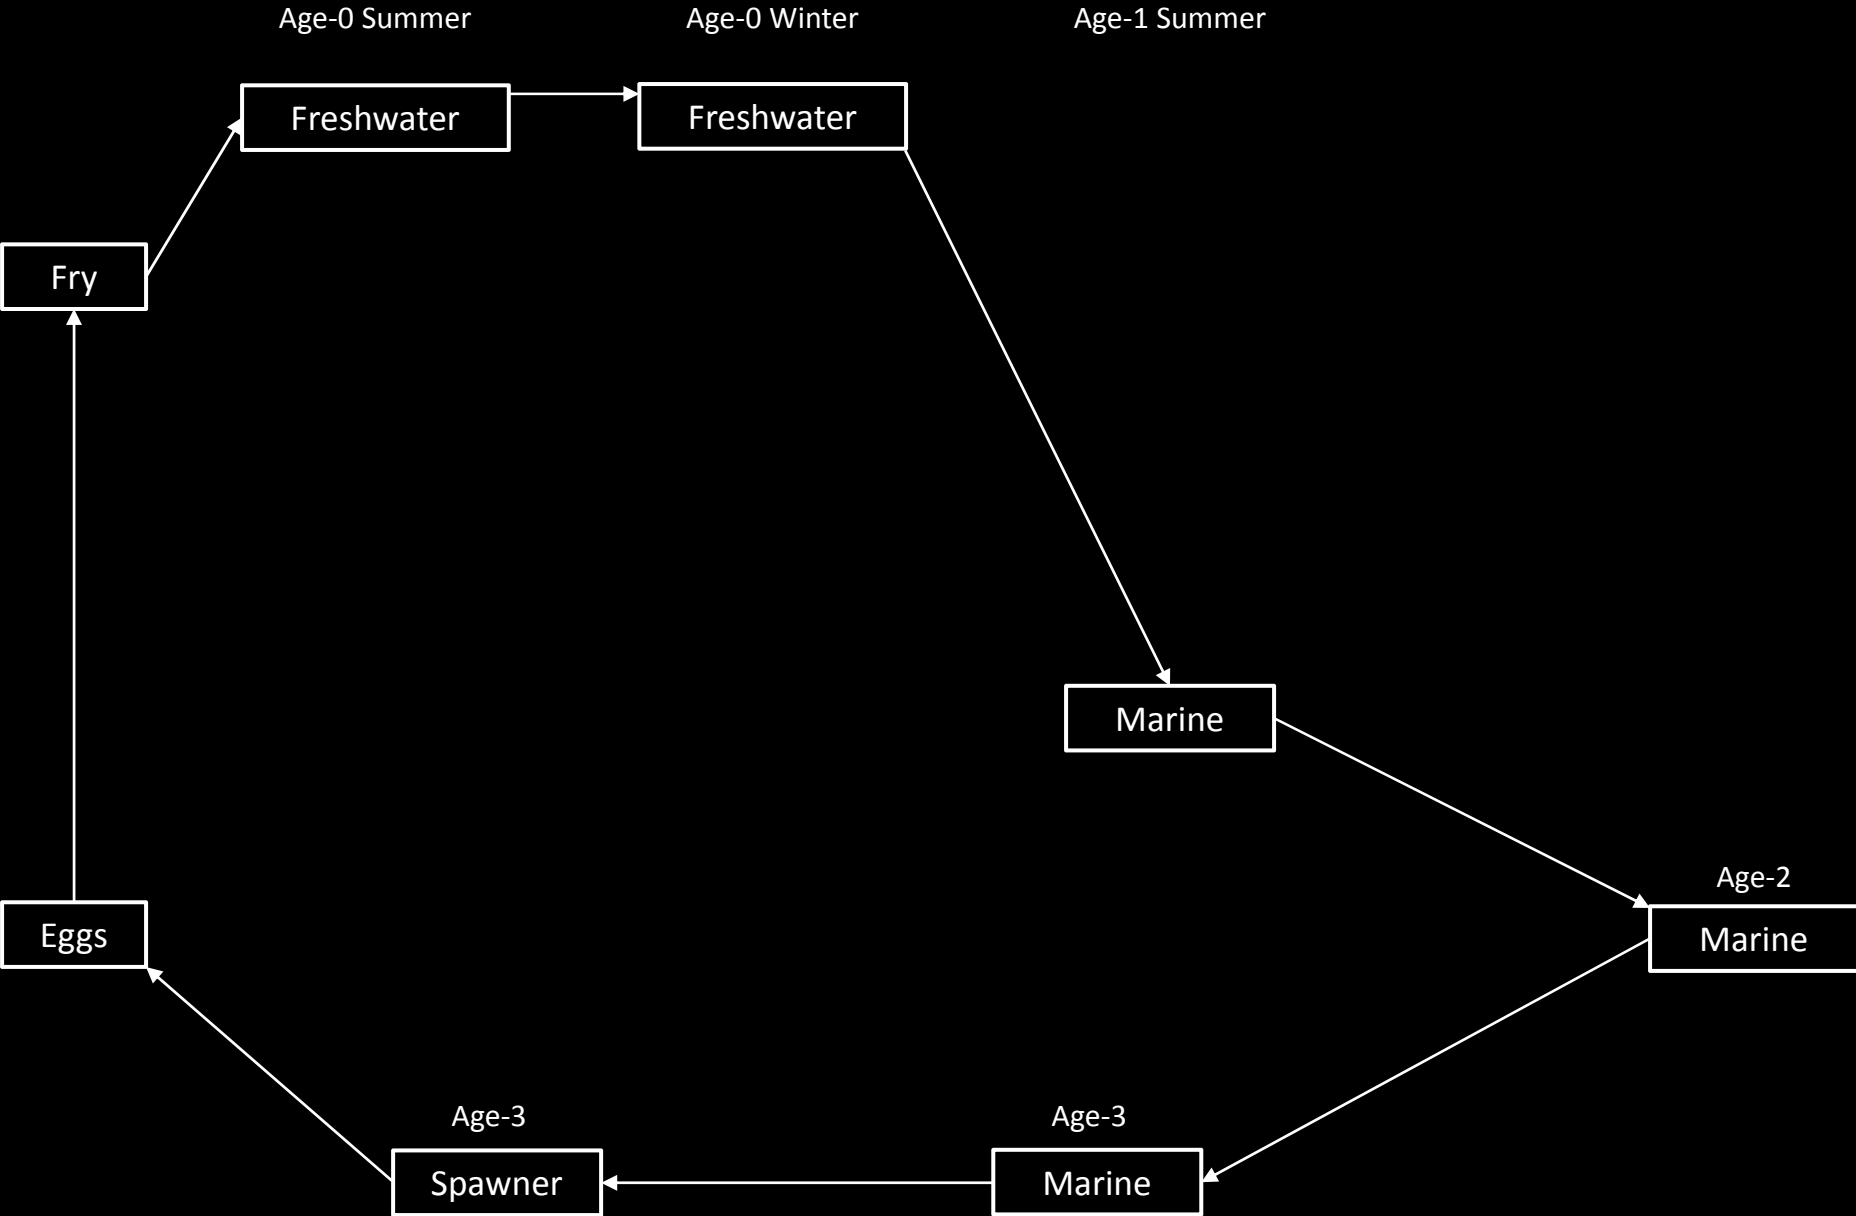 Age-0 Summer
Age-0 Winter
Age-1 Summer
Freshwater
Freshwater
Fry
Marine
Age-2
Eggs
Marine
Age-3
Age-3
Spawner
Marine